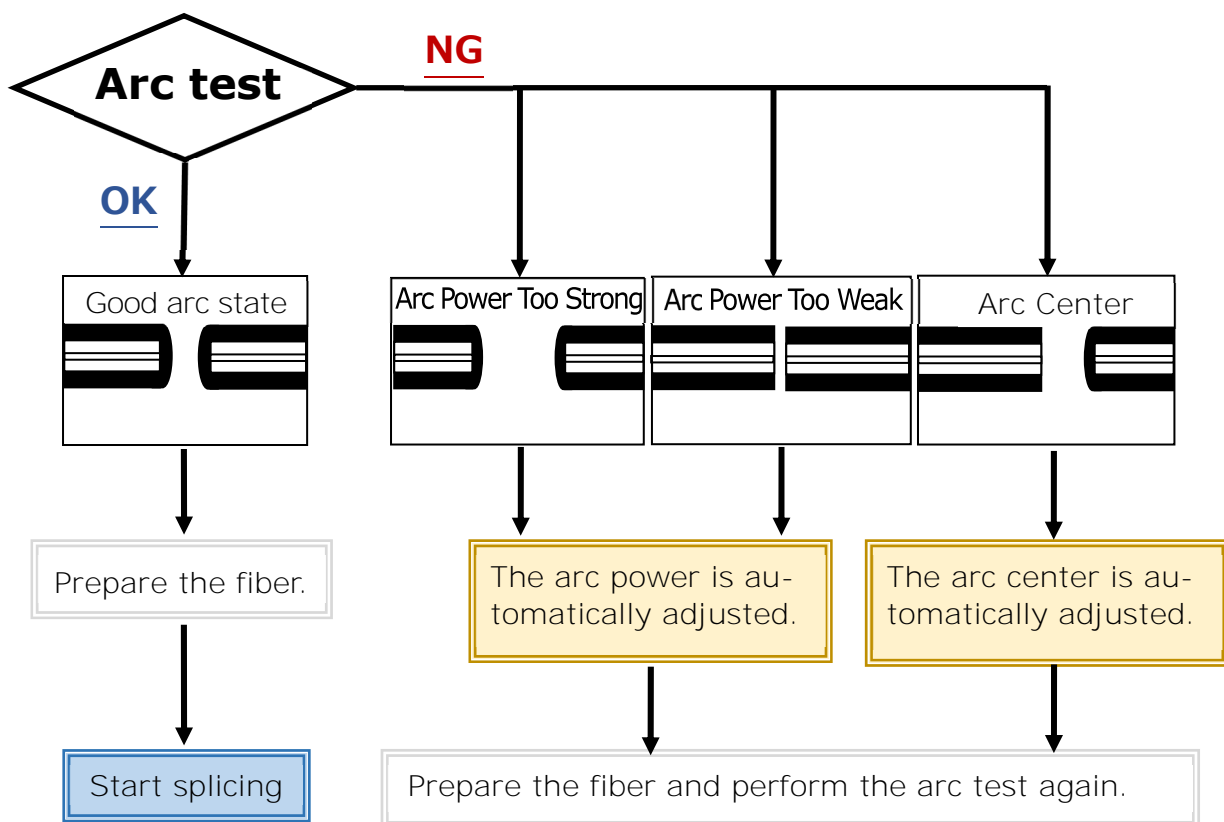 Arc test
NG
OK
Good arc state
Arc Power Too Strong
Arc Power Too Weak
Arc Center
Prepare the fiber.
The arc power is au-
tomatically adjusted.
The arc center is au-
tomatically adjusted.
Start splicing
Prepare the fiber and perform the arc test again.